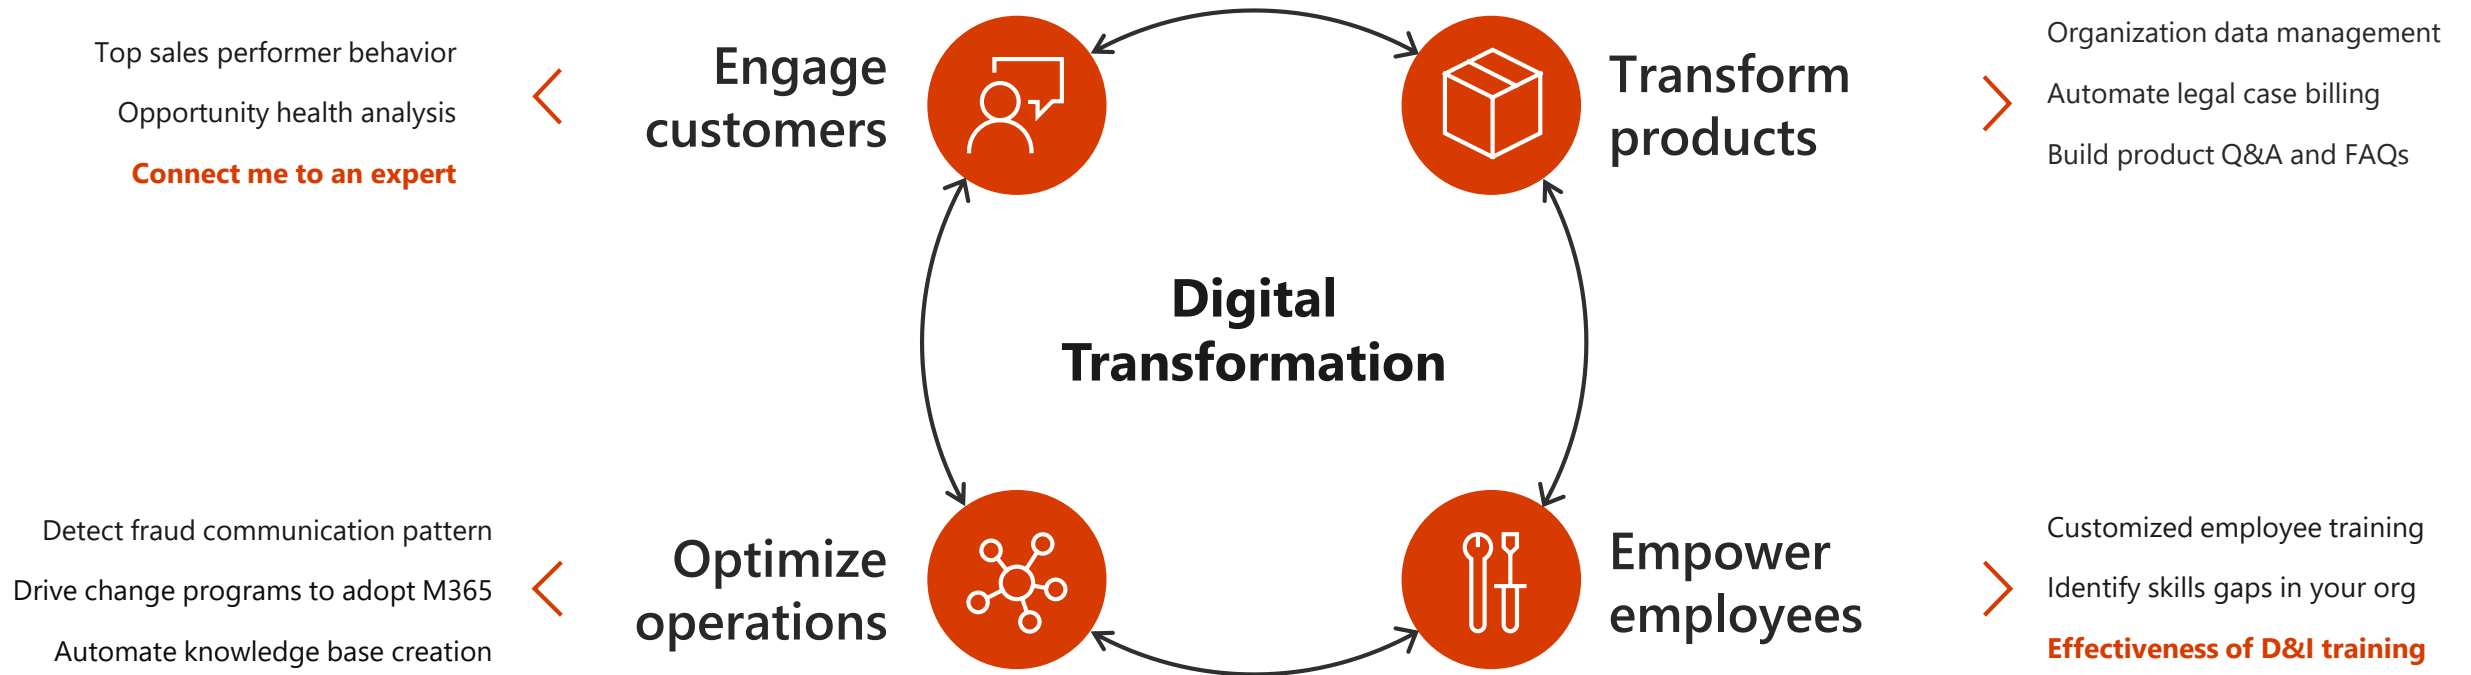 Top sales performer behavior
Opportunity health analysis
Connect me to an expert
Engage
customers
Transform
products
Organization data management
Automate legal case billing
Build product Q&A and FAQs
Digital
Transformation
Detect fraud communication pattern
Drive change programs to adopt M365
Automate knowledge base creation
Optimize
operations
Empower
employees
Customized employee training
Identify skills gaps in your org
Effectiveness of D&I training